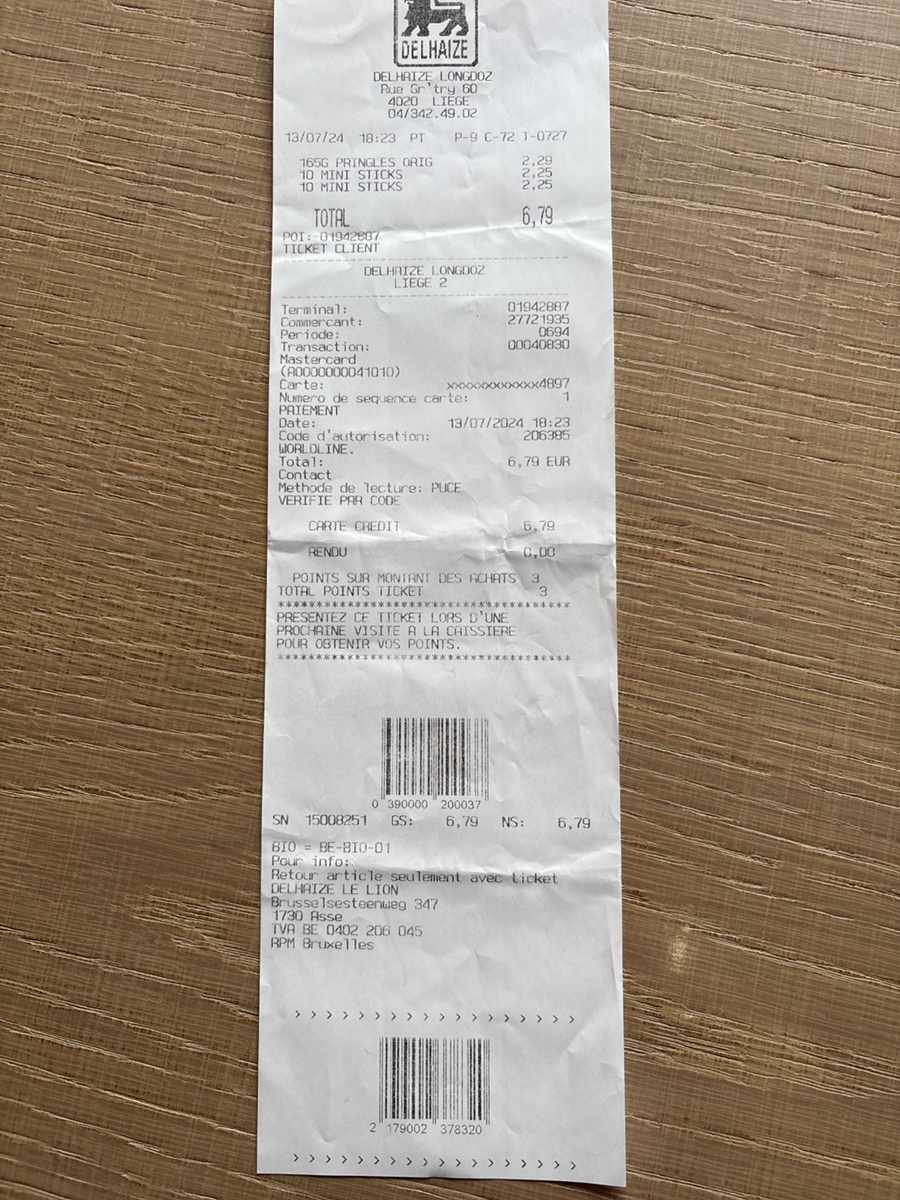 DELHAIZE
DELHAIZE LONGDOZ
Rue Gr'try 60
4020 LIEGE
04/342.49.02
13/07/24 18:23 PT P-9 C-72 T-0727
165G PRINGLES ORIG 2,29
10 MINI STICKS 2,25
10 MINI STICKS 2,25
TOTAL 6,79
POI: 01942887
TICKET CLIENT
DELHAIZE LONGDOZ
LIEGE 2
Terminal: 01942887
Commercant: 27721935
Periode: 0694
Transaction: 00040830
Mastercard
(A0000000041010)
Carte: xxxxxxxxxxxx4897
Numero de sequence carte: 1
PAIEMENT
Date: 13/07/2024 18:23
Code d'autorisation: 206385
WORLDLINE.
Total: 6,79 EUR
Contact
Methode de lecture: PUCE
VERIFIE PAR CODE
CARTE CREDIT 6,79
RENDU 0,00
POINTS SUR MONTANT DES ACHATS 3
TOTAL POINTS TICKET 3
****************************************
PRESENTEZ CE TICKET LORS D'UNE
PROCHAINE VISITE A LA CAISSIERE
POUR OBTENIR VOS POINTS.
****************************************
0 390000 200037
SN 15008251 GS: 6,79 NS: 6,79
BIO = BE-BIO-01
Pour info:
Retour article seulement avec ticket
DELHAIZE LE LION
Brusselsesteenweg 347
1730 Asse
TVA BE 0402 206 045
RPM Bruxelles
> > > > > > > > > > > > > > > > > >
2 179002 378320
> > > > > > > > > > > > > > > > > >